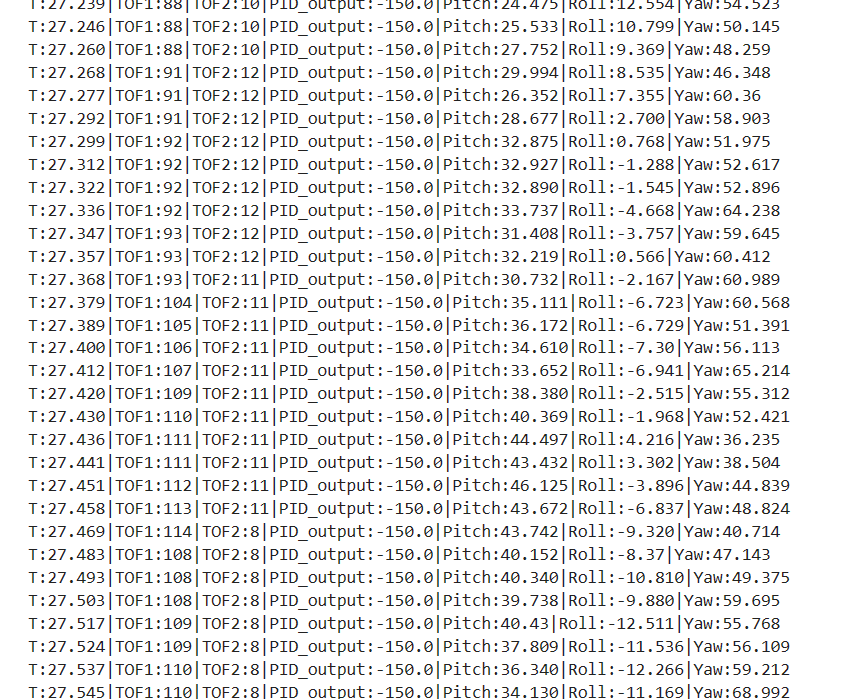 T:27.239|TOF1:88|TOF2:10|PID_output:-150.0|Pitch:24.475|Roll:12.554|Yaw:54.523
T:27.246|TOF1:88|TOF2:10|PID_output:-150.0|Pitch:25.533|Roll:10.799|Yaw:50.145
T:27.260|TOF1:88|TOF2:10|PID_output:-150.0|Pitch:27.752|Roll:9.369|Yaw:48.259
T:27.268|TOF1:91|TOF2:12|PID_output:-150.0|Pitch:29.994|Roll:8.535|Yaw:46.348
T:27.277|TOF1:91|TOF2:12|PID_output:-150.0|Pitch:26.352|Roll:7.355|Yaw:60.36
T:27.292|TOF1:91|TOF2:12|PID_output:-150.0|Pitch:28.677|Roll:2.700|Yaw:58.903
T:27.299|TOF1:92|TOF2:12|PID_output:-150.0|Pitch:32.875|Roll:0.768|Yaw:51.975
T:27.312|TOF1:92|TOF2:12|PID_output:-150.0|Pitch:32.927|Roll:-1.288|Yaw:52.617
T:27.322|TOF1:92|TOF2:12|PID_output:-150.0|Pitch:32.890|Roll:-1.545|Yaw:52.896
T:27.336|TOF1:92|TOF2:12|PID_output:-150.0|Pitch:33.737|Roll:-4.668|Yaw:64.238
T:27.347|TOF1:93|TOF2:12|PID_output:-150.0|Pitch:31.408|Roll:-3.757|Yaw:59.645
T:27.357|TOF1:93|TOF2:12|PID_output:-150.0|Pitch:32.219|Roll:0.566|Yaw:60.412
T:27.368|TOF1:93|TOF2:11|PID_output:-150.0|Pitch:30.732|Roll:-2.167|Yaw:60.989
T:27.379|TOF1:104|TOF2:11|PID_output:-150.0|Pitch:35.111|Roll:-6.723|Yaw:60.568
T:27.389|TOF1:105|TOF2:11|PID_output:-150.0|Pitch:36.172|Roll:-6.729|Yaw:51.391
T:27.400|TOF1:106|TOF2:11|PID_output:-150.0|Pitch:34.610|Roll:-7.30|Yaw:56.113
T:27.412|TOF1:107|TOF2:11|PID_output:-150.0|Pitch:33.652|Roll:-6.941|Yaw:65.214
T:27.420|TOF1:109|TOF2:11|PID_output:-150.0|Pitch:38.380|Roll:-2.515|Yaw:55.312
T:27.430|TOF1:110|TOF2:11|PID_output:-150.0|Pitch:40.369|Roll:-1.968|Yaw:52.421
T:27.436|TOF1:111|TOF2:11|PID_output:-150.0|Pitch:44.497|Roll:4.216|Yaw:36.235
T:27.441|TOF1:111|TOF2:11|PID_output:-150.0|Pitch:43.432|Roll:3.302|Yaw:38.504
T:27.451|TOF1:112|TOF2:11|PID_output:-150.0|Pitch:46.125|Roll:-3.896|Yaw:44.839
T:27.458|TOF1:113|TOF2:11|PID_output:-150.0|Pitch:43.672|Roll:-6.837|Yaw:48.824
T:27.469|TOF1:114|TOF2:8|PID_output:-150.0|Pitch:43.742|Roll:-9.320|Yaw:40.714
T:27.483|TOF1:108|TOF2:8|PID_output:-150.0|Pitch:40.152|Roll:-8.37|Yaw:47.143
T:27.493|TOF1:108|TOF2:8|PID_output:-150.0|Pitch:40.340|Roll:-10.810|Yaw:49.375
T:27.503|TOF1:108|TOF2:8|PID_output:-150.0|Pitch:39.738|Roll:-9.880|Yaw:59.695
T:27.517|TOF1:109|TOF2:8|PID_output:-150.0|Pitch:40.43|Roll:-12.511|Yaw:55.768
T:27.524|TOF1:109|TOF2:8|PID_output:-150.0|Pitch:37.809|Roll:-11.536|Yaw:56.109
T:27.537|TOF1:110|TOF2:8|PID_output:-150.0|Pitch:36.340|Roll:-12.266|Yaw:59.212
T:27.545|TOF1:110|TOF2:8|PID_output:-150.0|Pitch:34.130|Roll:-11.169|Yaw:68.992